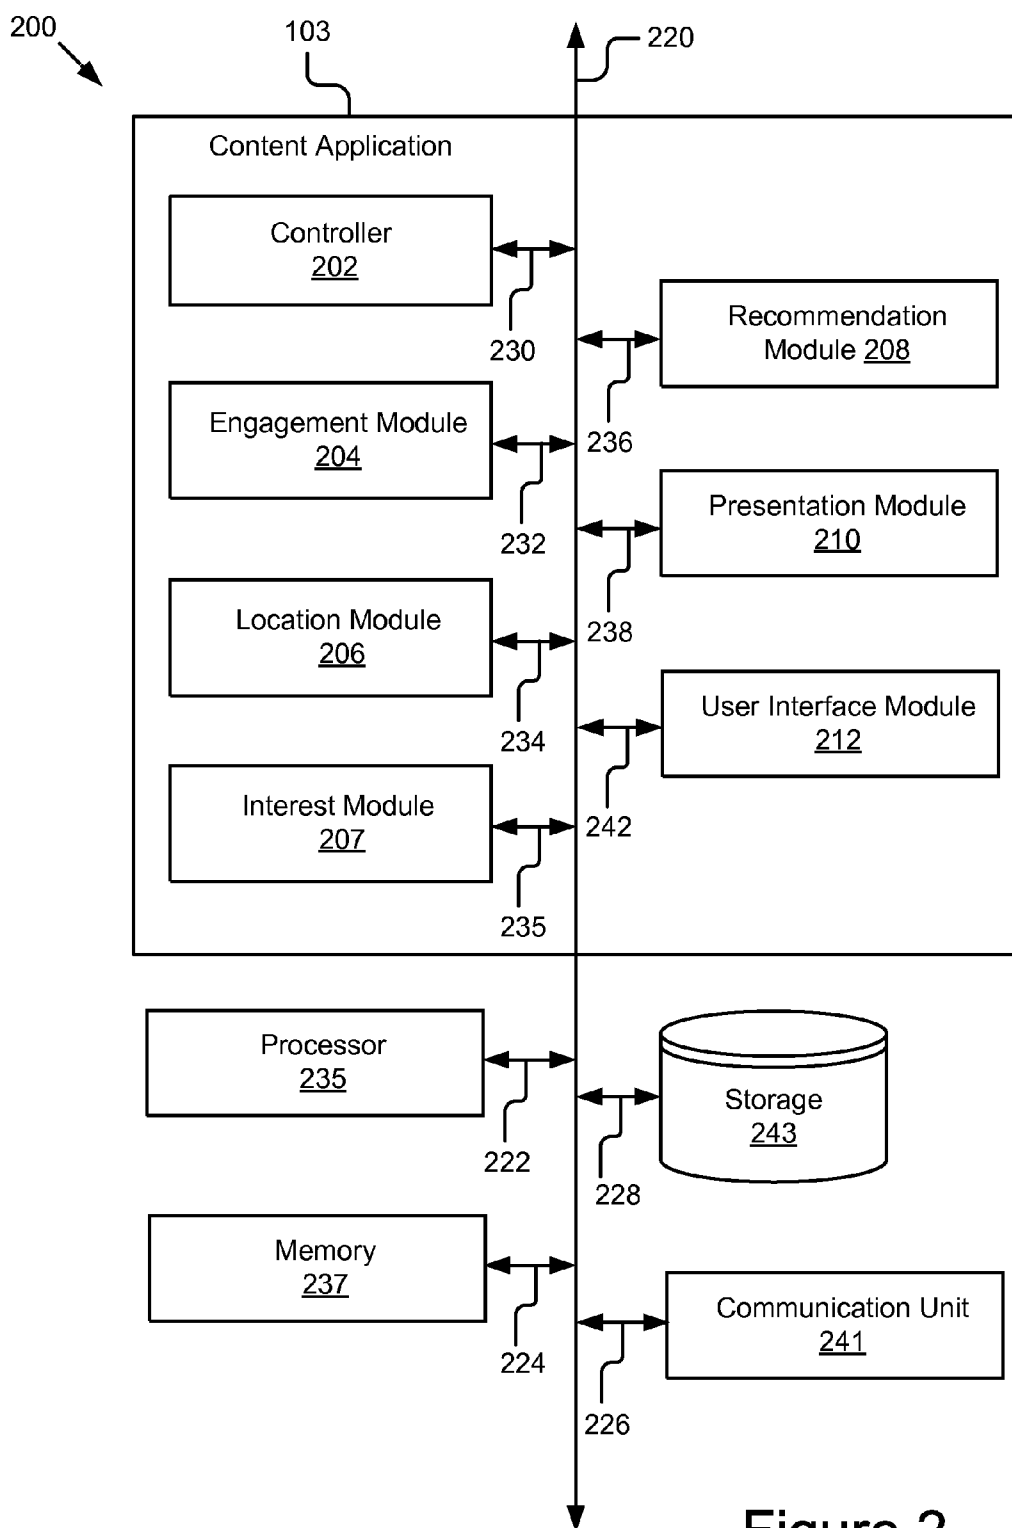 200
103
220
Content Application
Controller
202
230
Recommendation
Module 208
236
Engagement Module
204
232
Presentation Module
210
238
Location Module
206
234
User Interface Module
212
242
Interest Module
207
235
Processor
235
222
Storage
243
228
Memory
237
224
Communication Unit
241
226
Figure 2